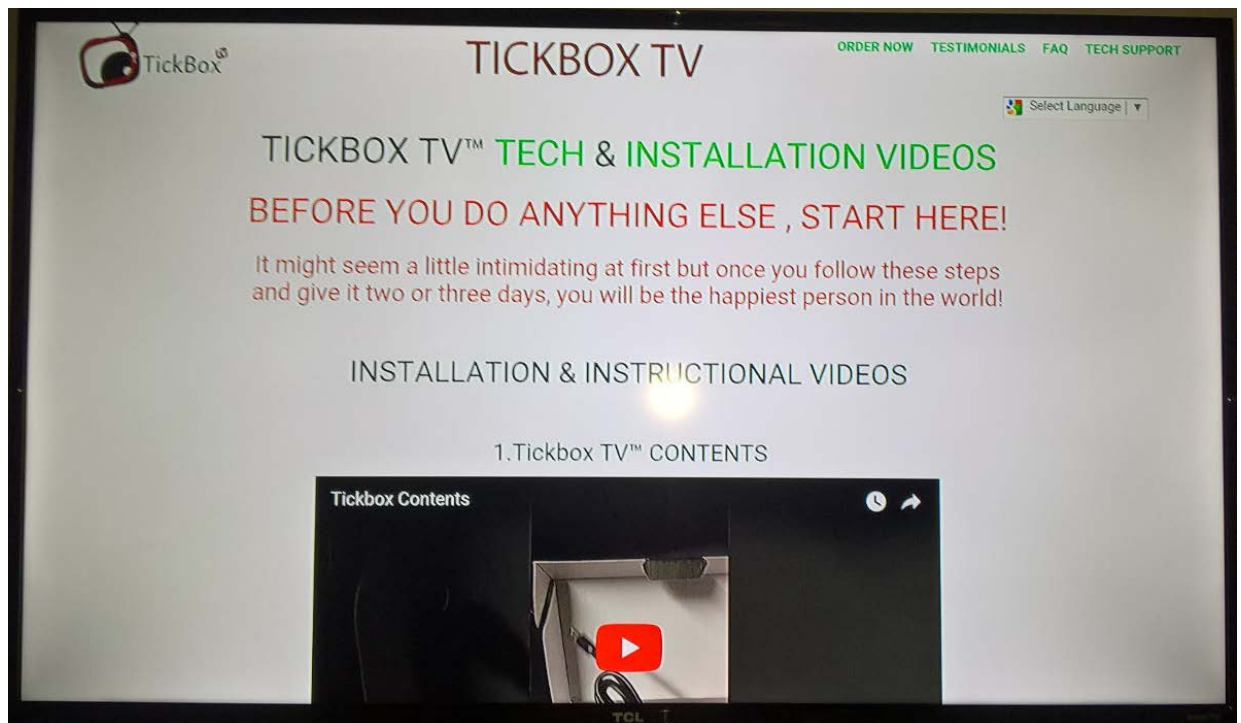 TickBox
TICKBOX TV
ORDER NOW TESTIMONIALS FAQ TECH SUPPORT
Select Language ▼
TICKBOX TV™ TECH & INSTALLATION VIDEOS
BEFORE YOU DO ANYTHING ELSE , START HERE!
It might seem a little intimidating at first but once you follow these steps
and give it two or three days, you will be the happiest person in the world!
INSTALLATION & INSTRUCTIONAL VIDEOS
1.Tickbox TV™ CONTENTS
Tickbox Contents
TCL